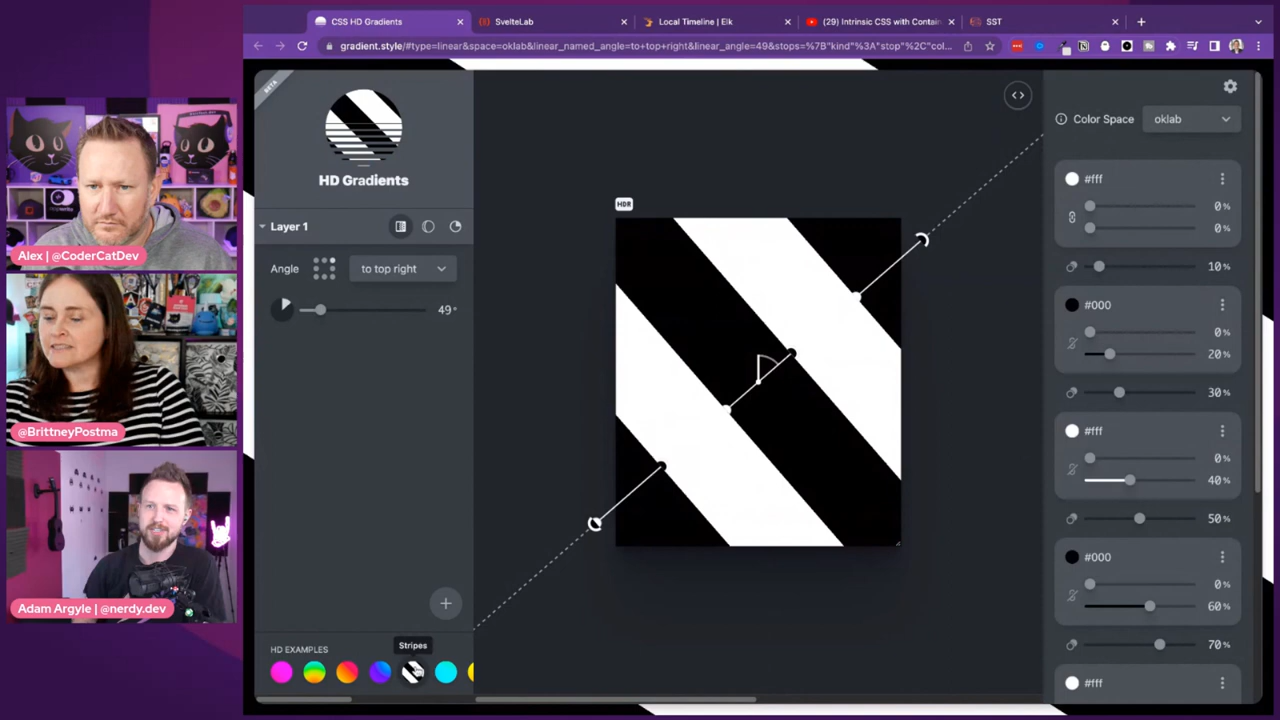 CSS HD Gradients
SvelteLab
Local Timeline | Elk
(29) Intrinsic CSS with Contain
SST
gradient.style/#type=linear&space=oklab&linear_named_angle=to+top+right&linear_angle=49&stops=%7B"kind"%3A"stop"%2C"col...
BETA
HD Gradients
Layer 1
Angle
to top right
49°
HDR
Color Space
oklab
#fff
0%
0%
10%
#000
0%
20%
30%
#fff
0%
40%
50%
#000
0%
60%
70%
#fff
Stripes
HD EXAMPLES
Alex | @CoderCatDev
@BrittneyPostma
Adam Argyle | @nerdy.dev